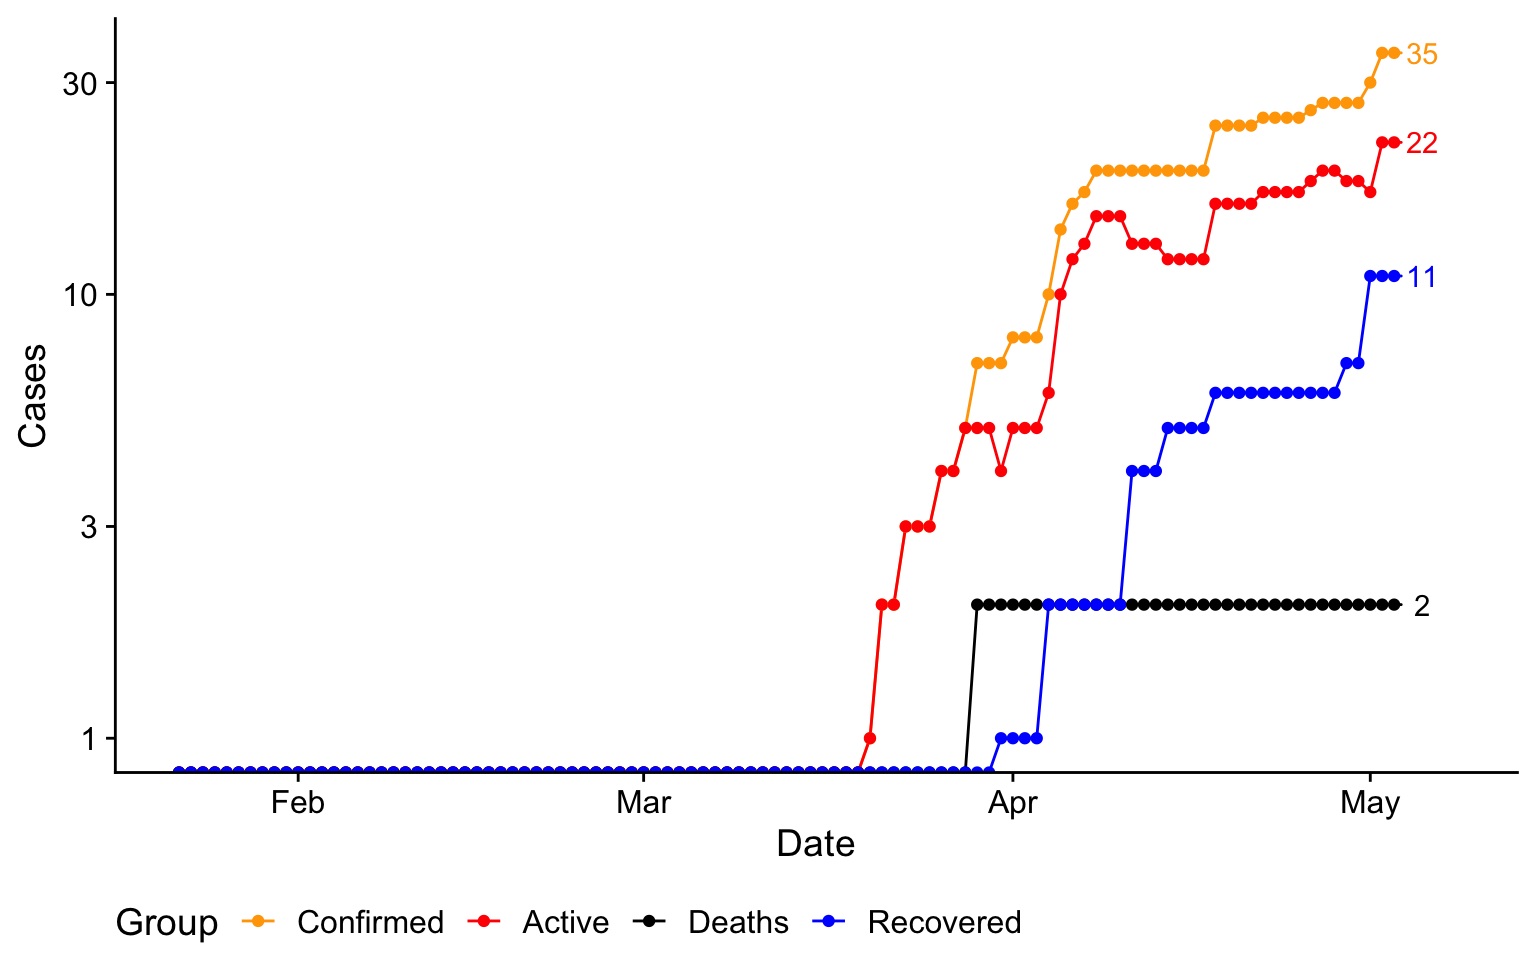 35
30
22
11
10
Cases
3
2
1
Feb Mar Apr May
Date
Group Confirmed Active Deaths Recovered